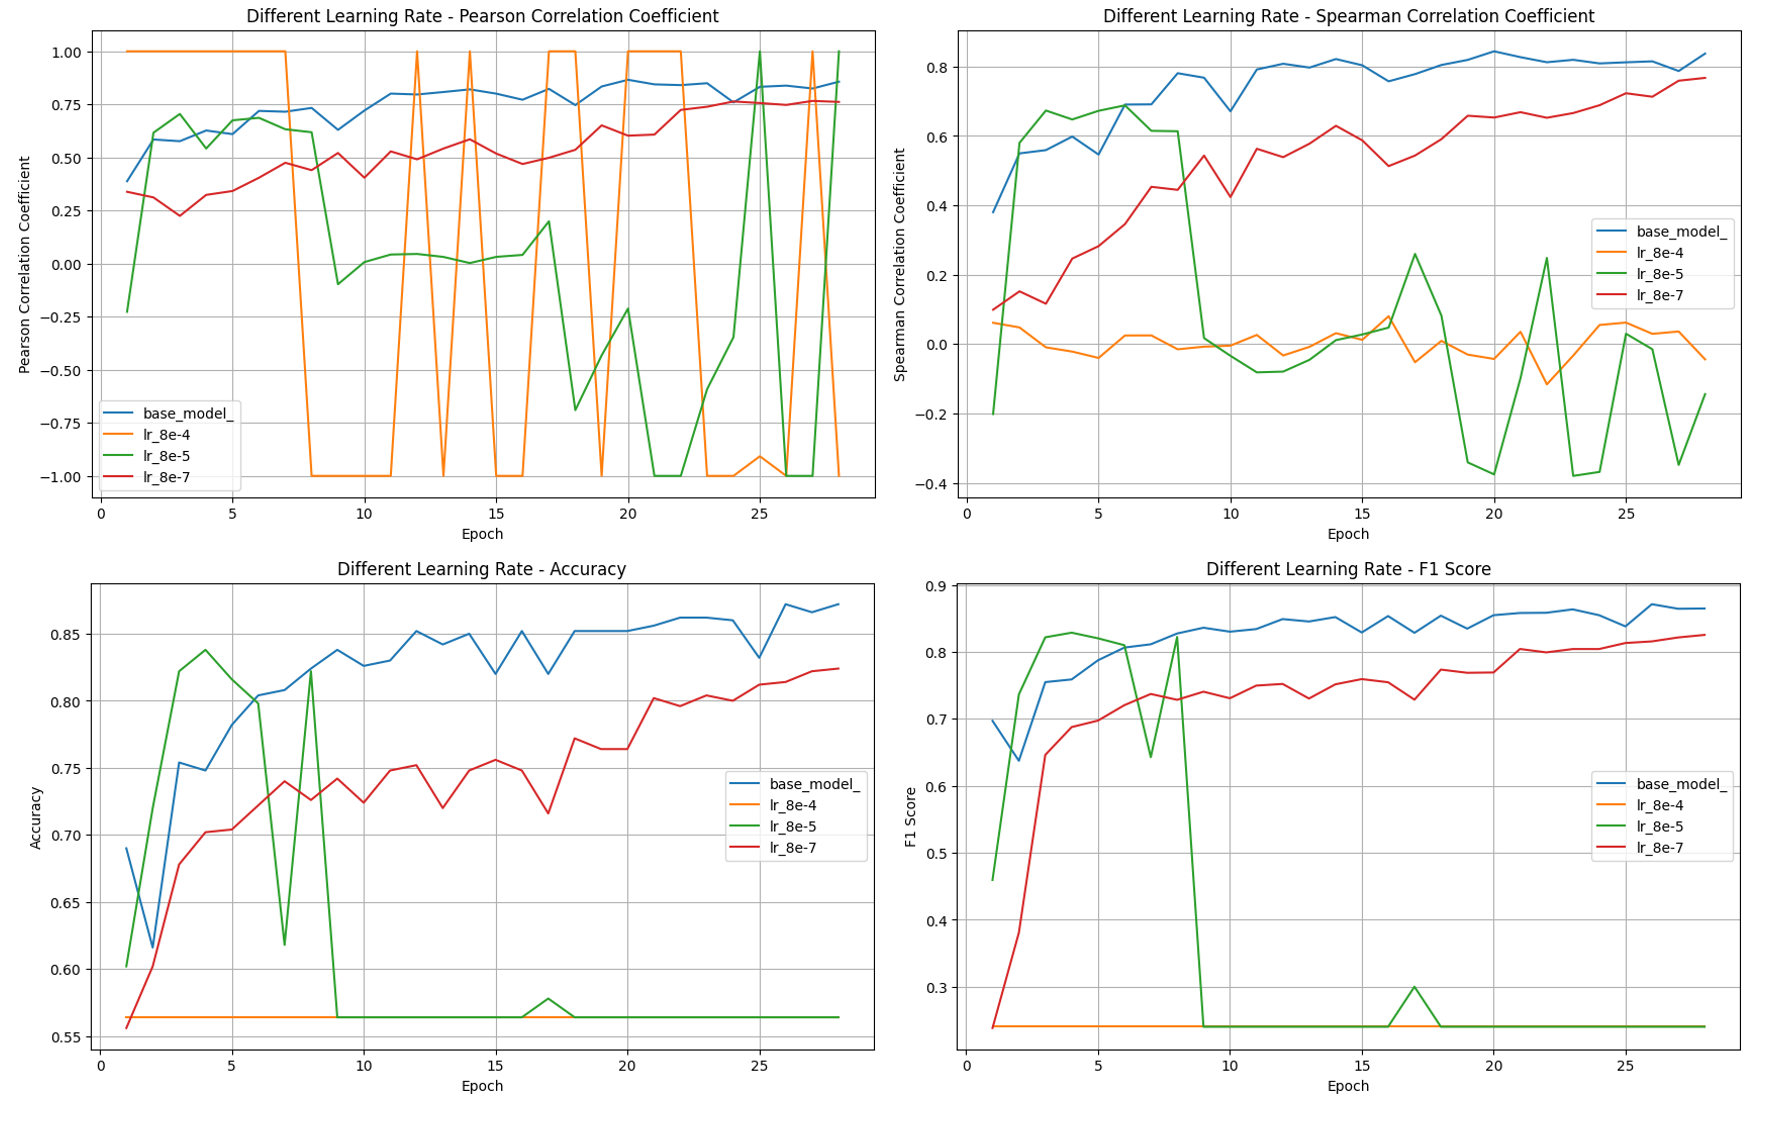 Different Learning Rate - Pearson Correlation Coefficient
Pearson Correlation Coefficient
1.00
0.75
0.50
0.25
0.00
−0.25
−0.50
−0.75
−1.00
base_model_
lr_8e-4
lr_8e-5
lr_8e-7
0 5 10 15 20 25
Epoch
Different Learning Rate - Spearman Correlation Coefficient
Spearman Correlation Coefficient
0.8
0.6
0.4
0.2
0.0
−0.2
−0.4
base_model_
lr_8e-4
lr_8e-5
lr_8e-7
0 5 10 15 20 25
Epoch
Different Learning Rate - Accuracy
Accuracy
0.85
0.80
0.75
0.70
0.65
0.60
0.55
base_model_
lr_8e-4
lr_8e-5
lr_8e-7
0 5 10 15 20 25
Epoch
Different Learning Rate - F1 Score
F1 Score
0.9
0.8
0.7
0.6
0.5
0.4
0.3
base_model_
lr_8e-4
lr_8e-5
lr_8e-7
0 5 10 15 20 25
Epoch